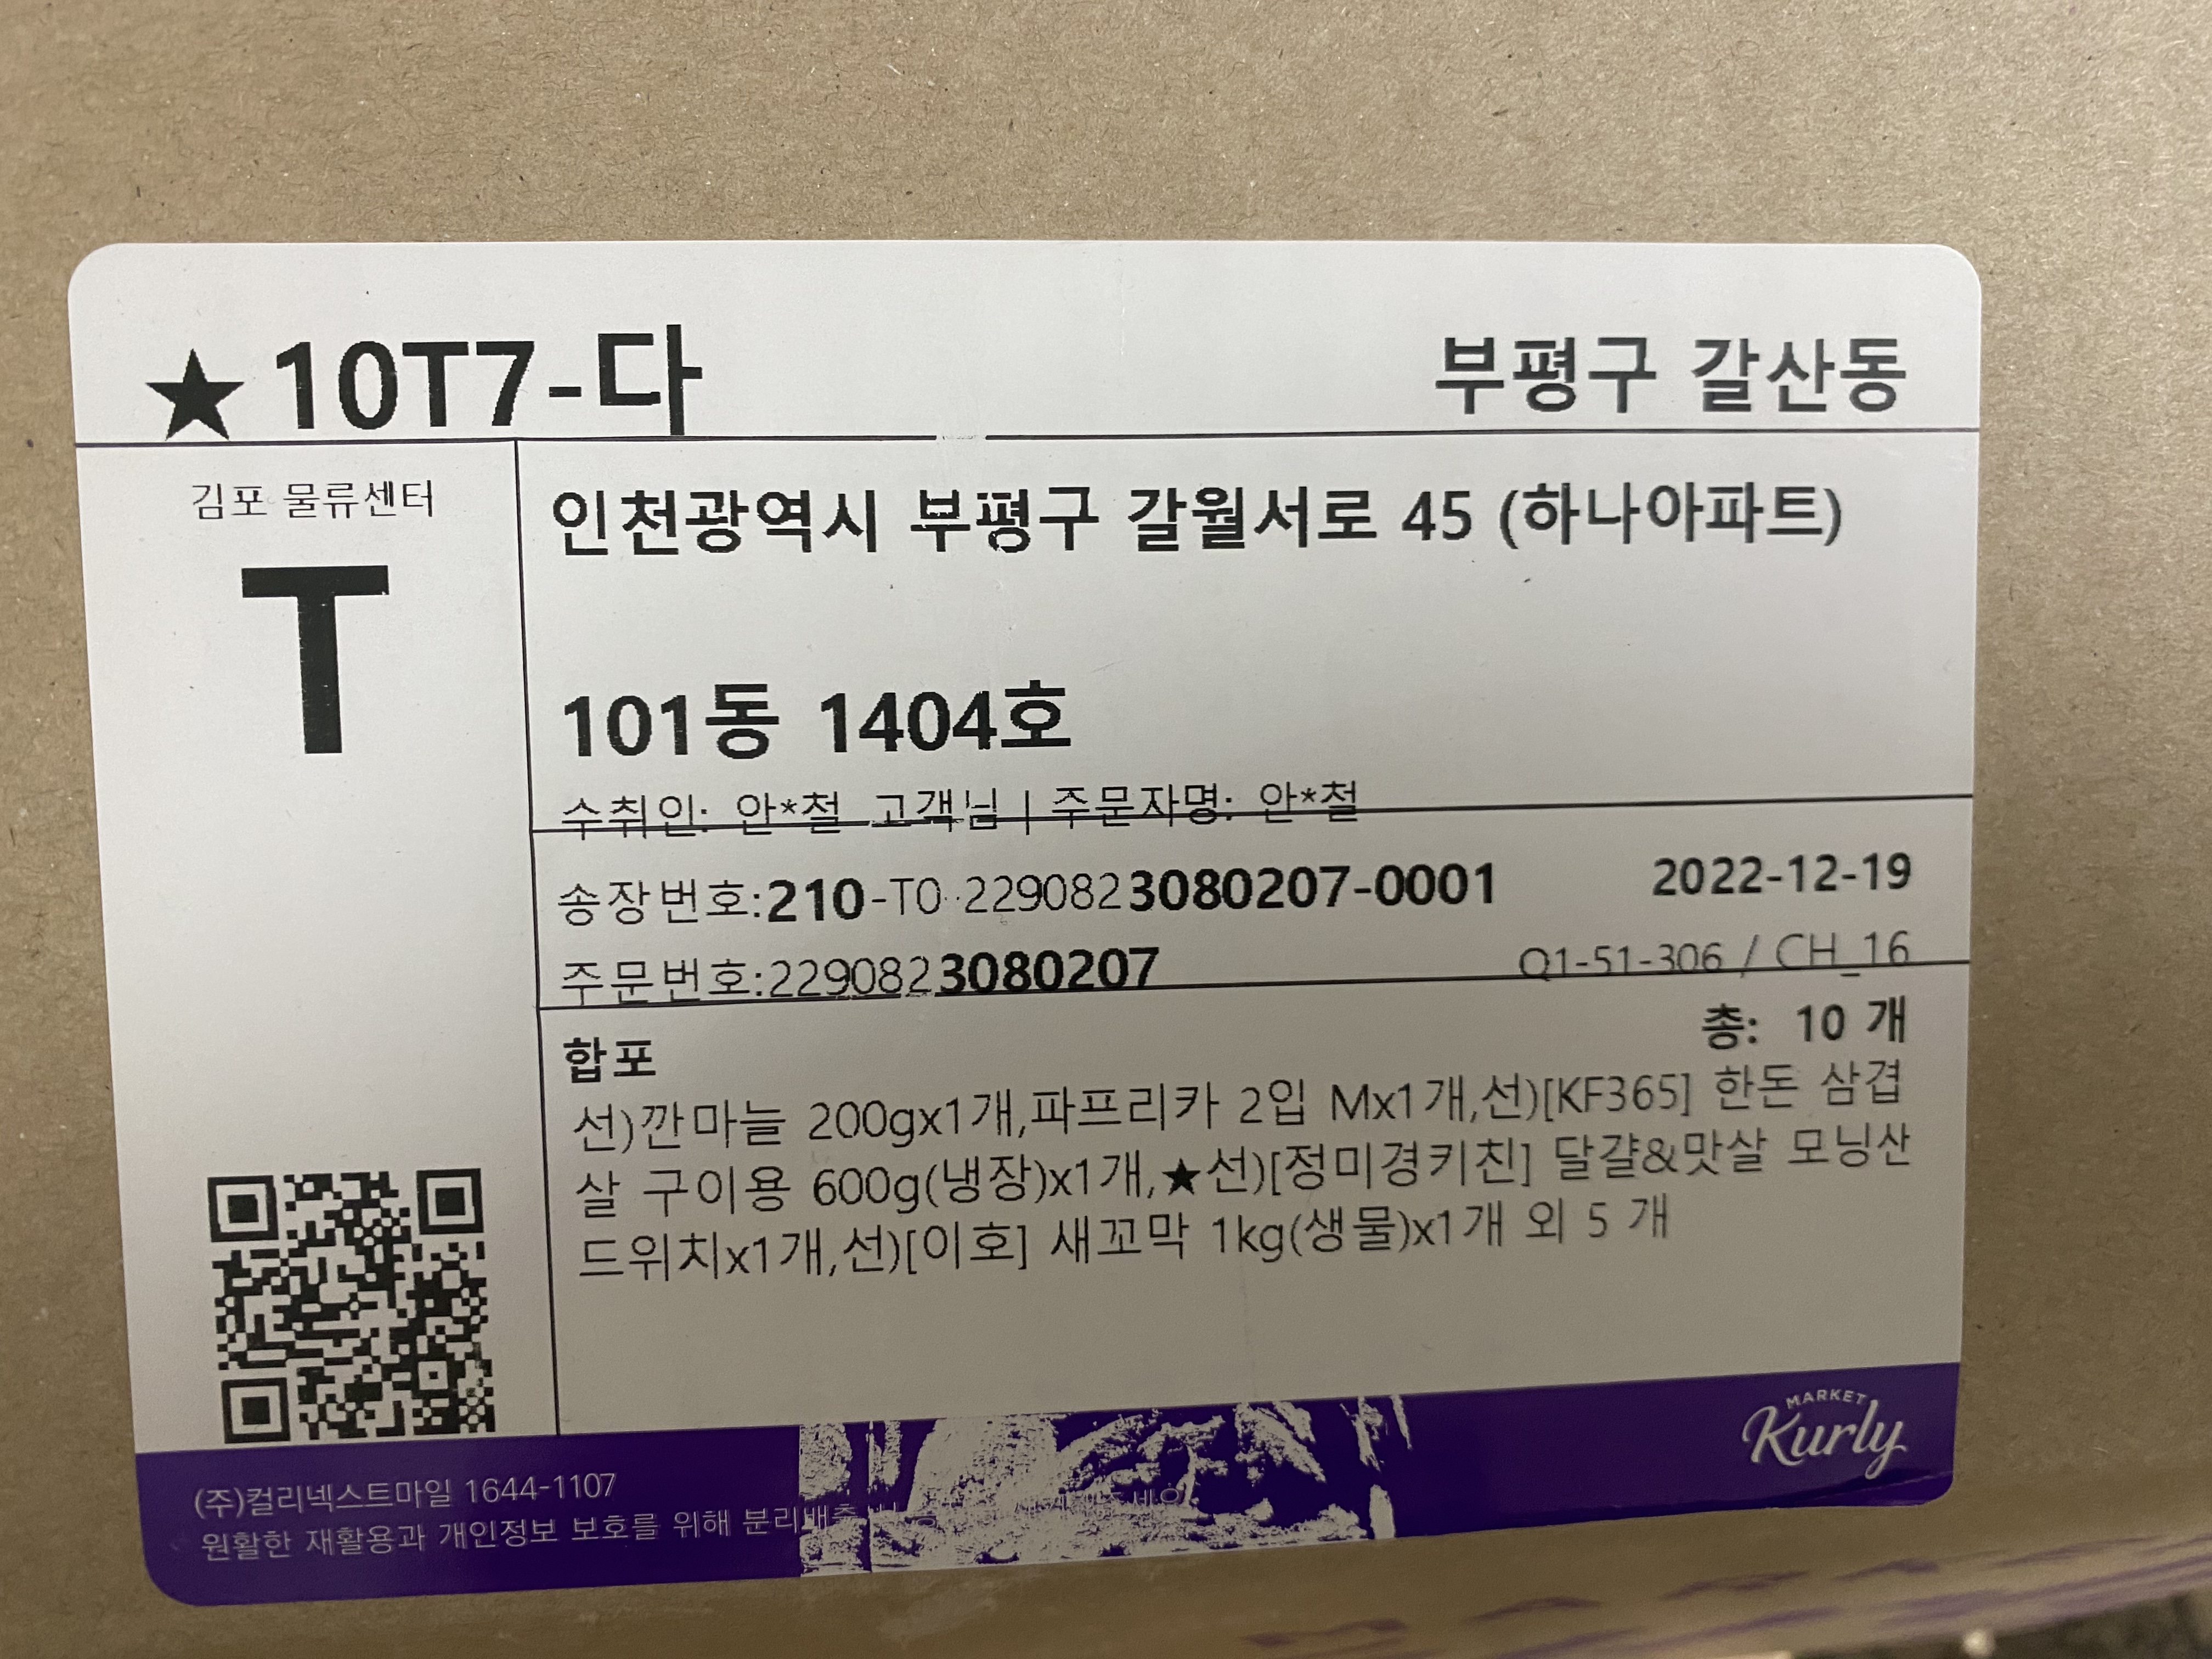 ★10T7-다 부평구 갈산동
김포 물류센터
T
인천광역시 부평구 갈월서로 45 (하나아파트)
101동 1404호
수취인: 안*철 고객님 | 주문자명: 안*철
송장번호:210-T0-2290823080207-0001 2022-12-19
주문번호:2290823080207 Q1-51-306 / CH_16
함포 총: 10 개
선)깐마늘 200gx1개,파프리카 2입 Mx1개,선)[KF365] 한돈 삼겹
살 구이용 600g(냉장)x1개,★선)[정미경키친] 달걀&맛살 모닝샌
드위치x1개,선)[이호] 새꼬막 1kg(생물)x1개 외 5 개
(주)컬리넥스트마일 1644-1107
원활한 재활용과 개인정보 보호를 위해
MARKET
Kurly